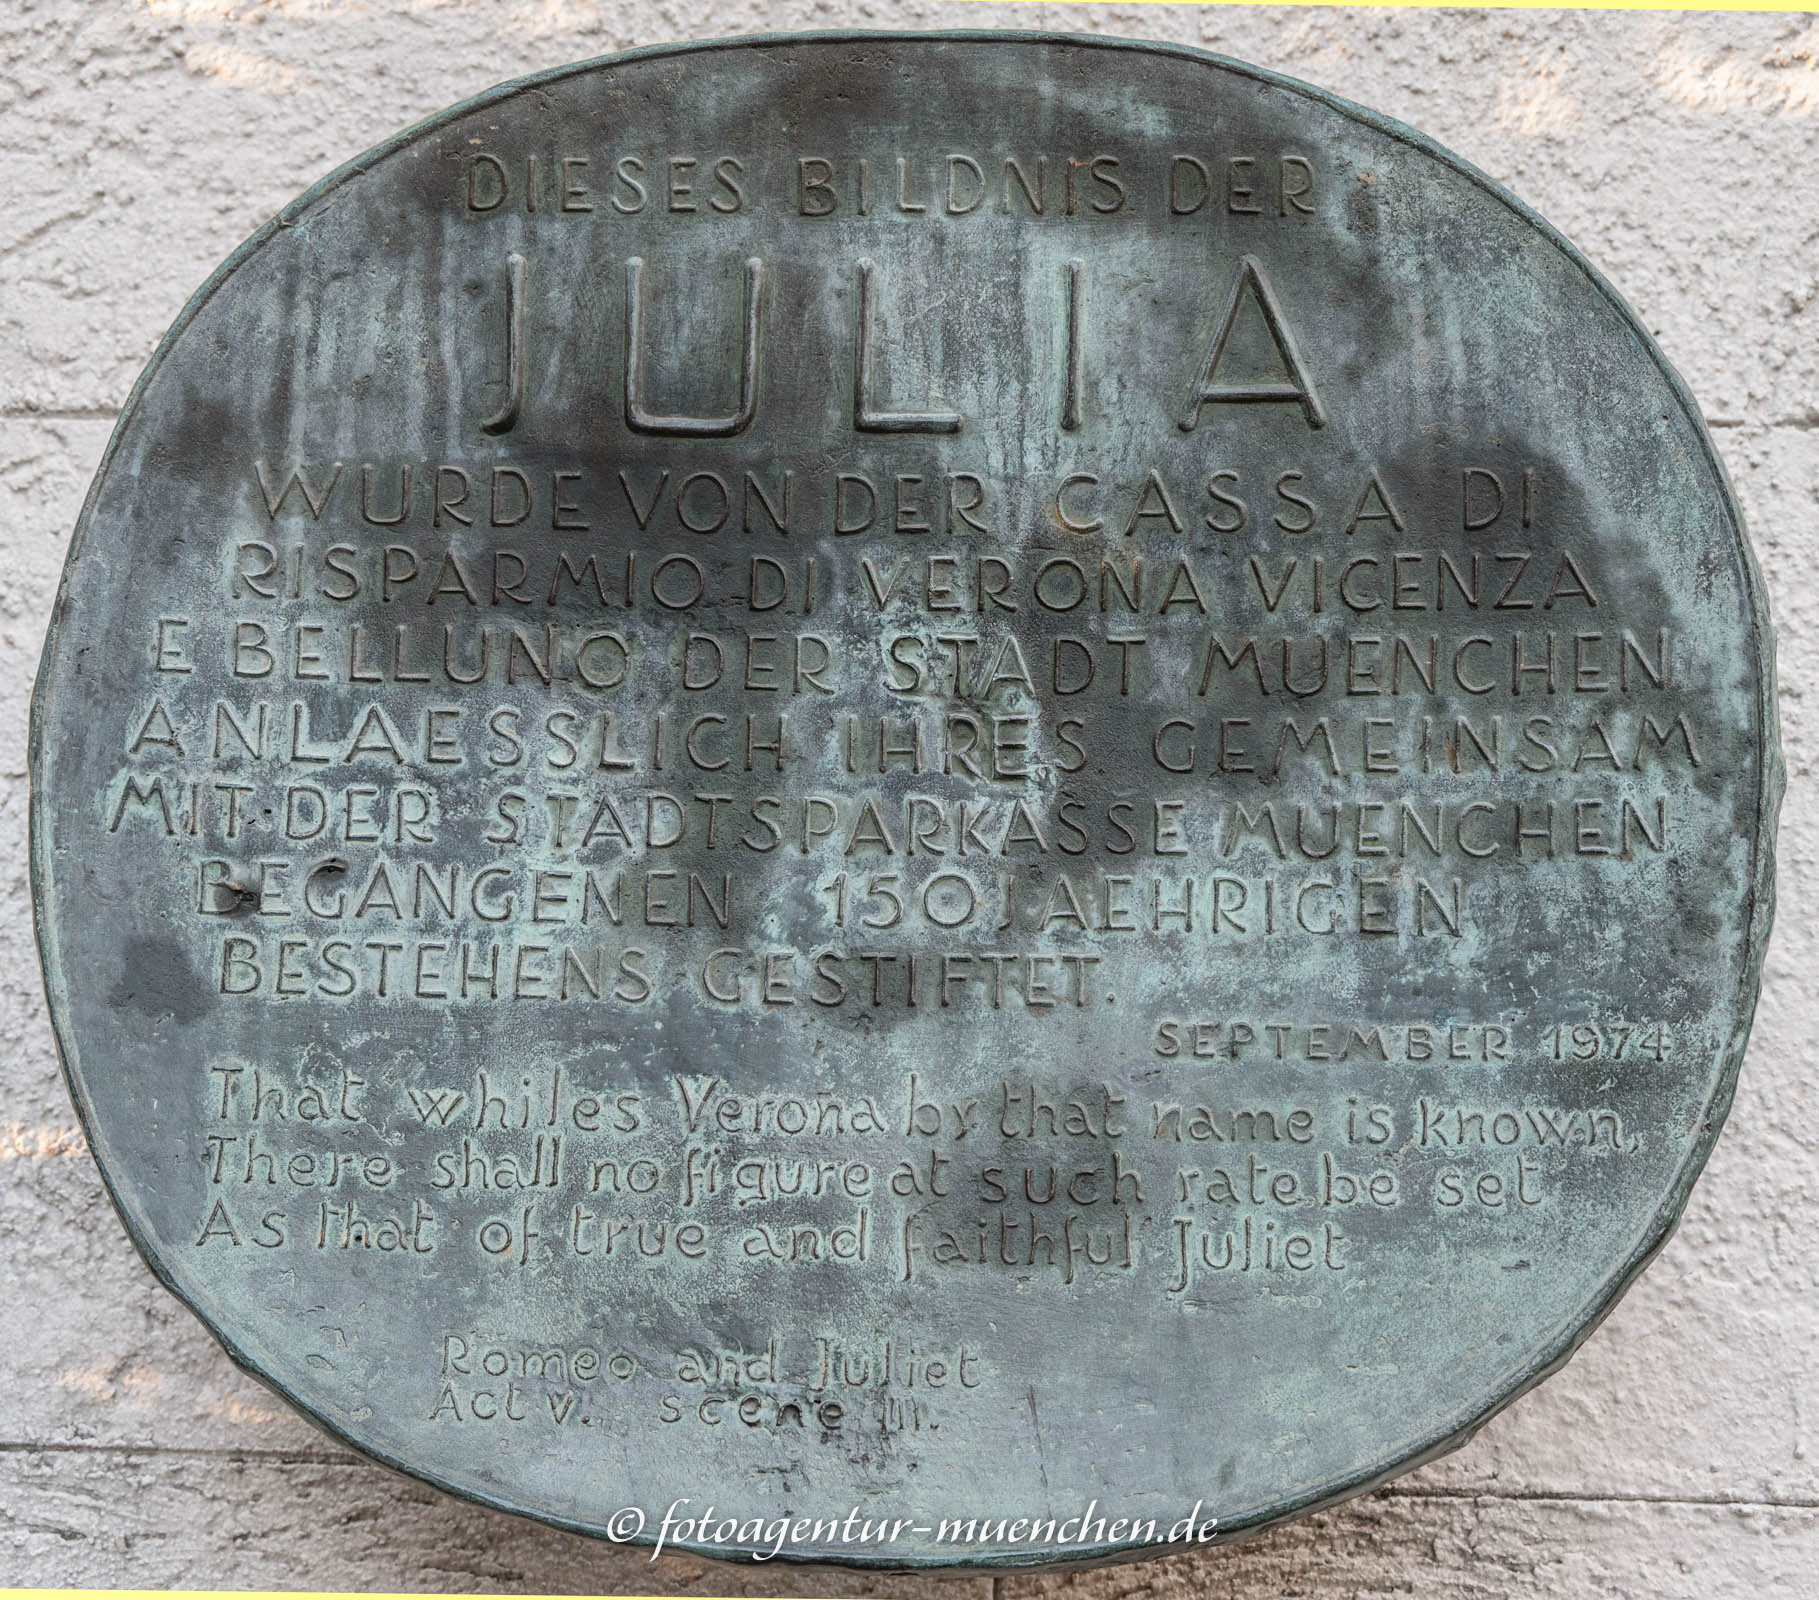 DIESES BILDNIS DER
JULIA
WURDE VON DER CASSA DI
RISPARMIO DI VERONA VICENZA
E BELLUNO DER STADT MUENCHEN
ANLAESSLICH IHRES GEMEINSAM
MIT DER STADTSPARKASSE MUENCHEN
BEGANGENEN 150JAEHRIGEN
BESTEHENS GESTIFTET.
SEPTEMBER 1974
That whiles Verona by that name is known,
There shall no figure at such rate be set
As that of true and faithful Juliet
Romeo and Juliet
Act V. scene III.
© fotoagentur-muenchen.de